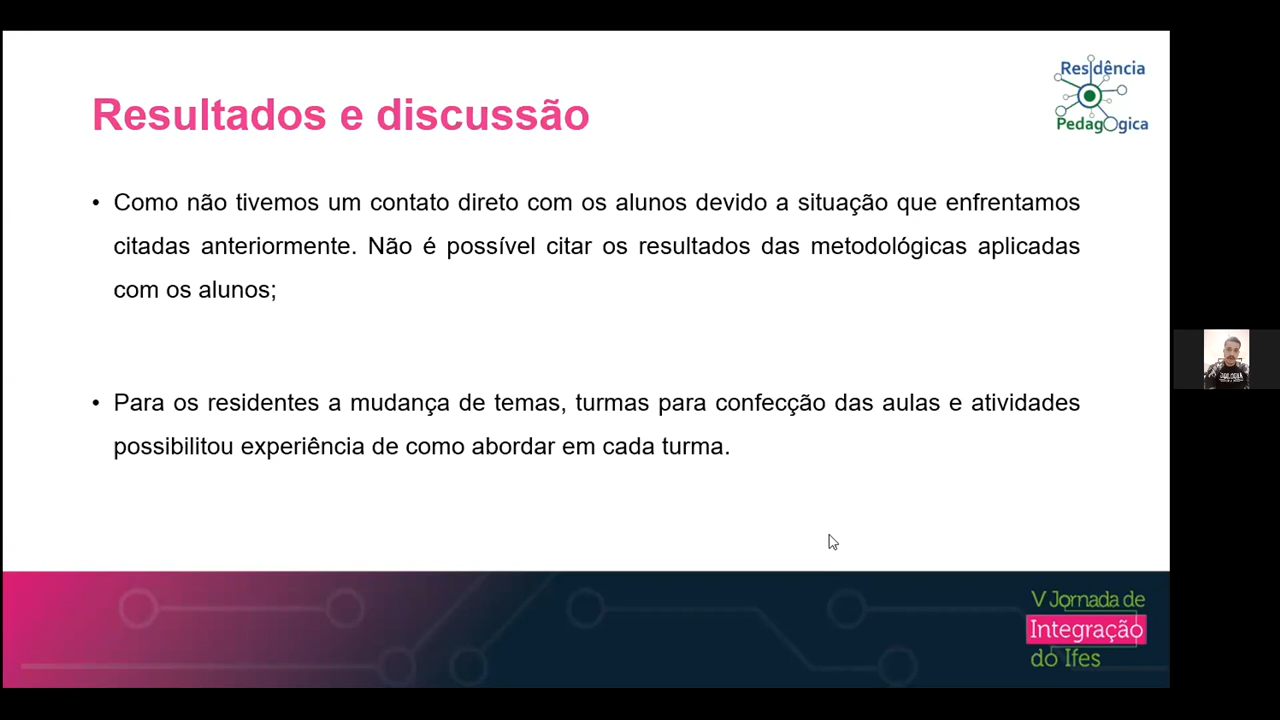 Resultados e discussão
Residência
Pedagógica
• Como não tivemos um contato direto com os alunos devido a situação que enfrentamos
citadas anteriormente. Não é possível citar os resultados das metodológicas aplicadas
com os alunos;
• Para os residentes a mudança de temas, turmas para confecção das aulas e atividades
possibilitou experiência de como abordar em cada turma.
V Jornada de
Integração
do Ifes